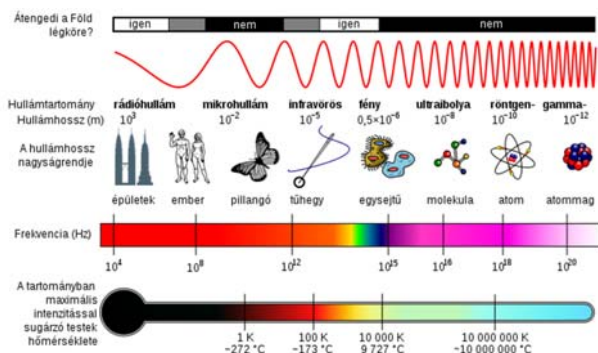 Átengedi a Föld légköre?
igen nem igen nem
Hullámtartomány rádióhullám mikrohullám infravörös fény ultraibolya röntgen- gamma-
Hullámhossz (m) 10³ 10⁻² 10⁻⁵ 0,5×10⁻⁶ 10⁻⁸ 10⁻¹⁰ 10⁻¹²
A hullámhossz nagyságrendje
épületek ember pillangó tűhegy egysejtű molekula atom atommag
Frekvencia (Hz)
10⁴ 10⁸ 10¹² 10¹⁵ 10¹⁶ 10¹⁸ 10²⁰
A tartományban
maximális
intenzitással
sugárzó testek
hőmérséklete
1 K 100 K 10 000 K 10 000 000 K
−272 °C −173 °C 9 727 °C ~10 000 000 °C